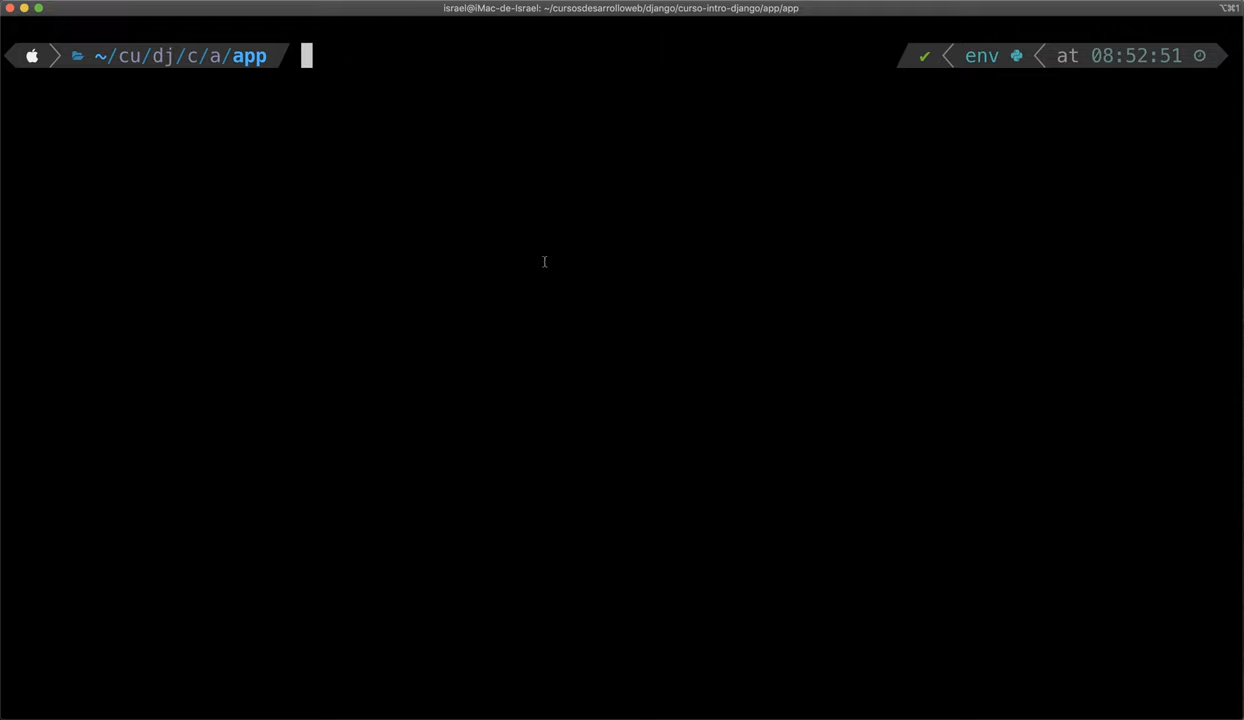 israel@iMac-de-Israel: ~/cursosdesarrolloweb/django/curso-intro-django/app/app
⌥⌘1
~/cu/dj/c/a/app
✔ env at 08:52:51